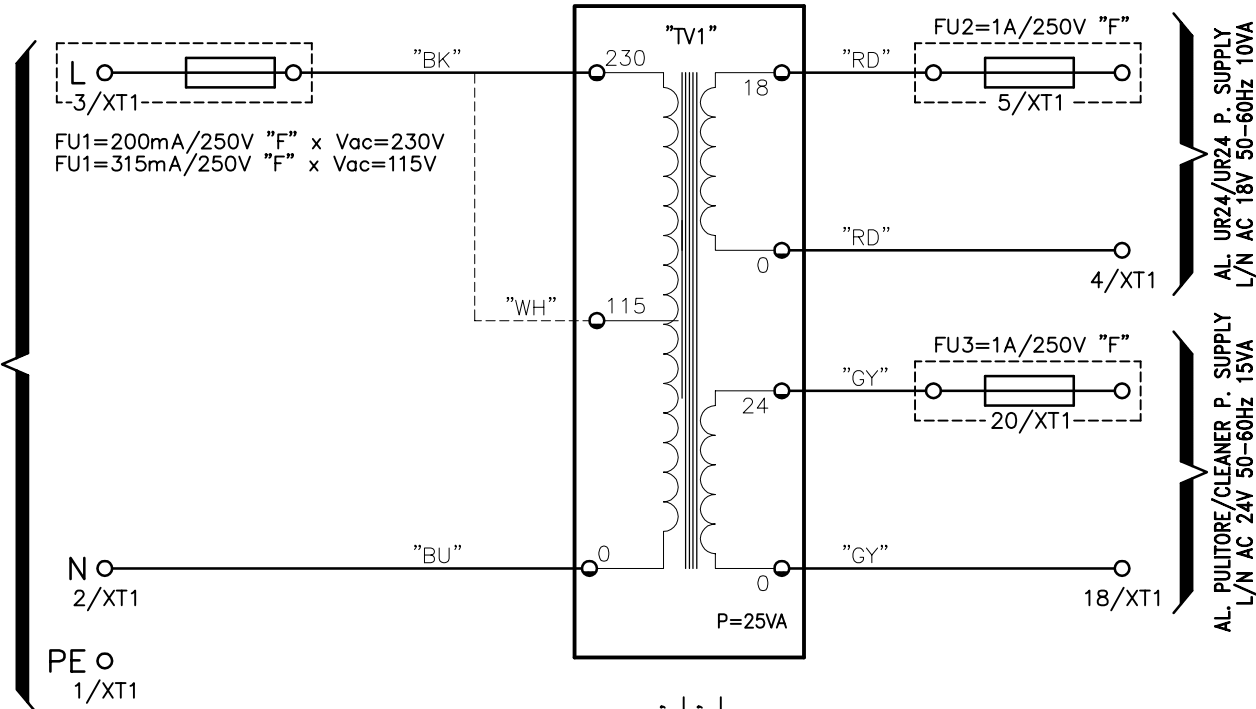 L
3/XT1
FU1=200mA/250V "F" x Vac=230V
FU1=315mA/250V "F" x Vac=115V
"BK"
"WH"
"BU"
N
2/XT1
PE
1/XT1
"TV1"
230
115
0
18
0
24
0
P=25VA
"RD"
FU2=1A/250V "F"
5/XT1
"RD"
4/XT1
FU3=1A/250V "F"
"GY"
20/XT1
"GY"
18/XT1
AL. UR24/UR24 P. SUPPLY
L/N AC 18V 50-60Hz 10VA
AL. PULITORE/CLEANER P. SUPPLY
L/N AC 24V 50-60Hz 15VA